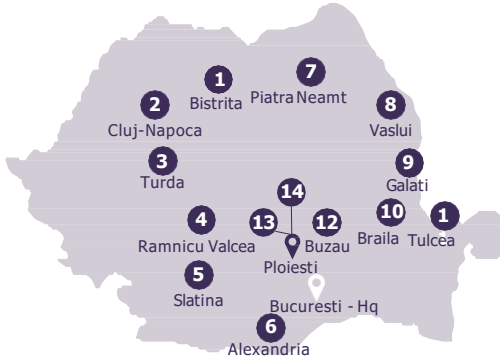 1
Bistrita
7
Piatra Neamt
2
Cluj-Napoca
8
Vaslui
3
Turda
9
Galati
14
4
Ramnicu Valcea
13
12
Buzau
10
Braila
1
Tulcea
Ploiesti
5
Slatina
Bucuresti - Hq
6
Alexandria